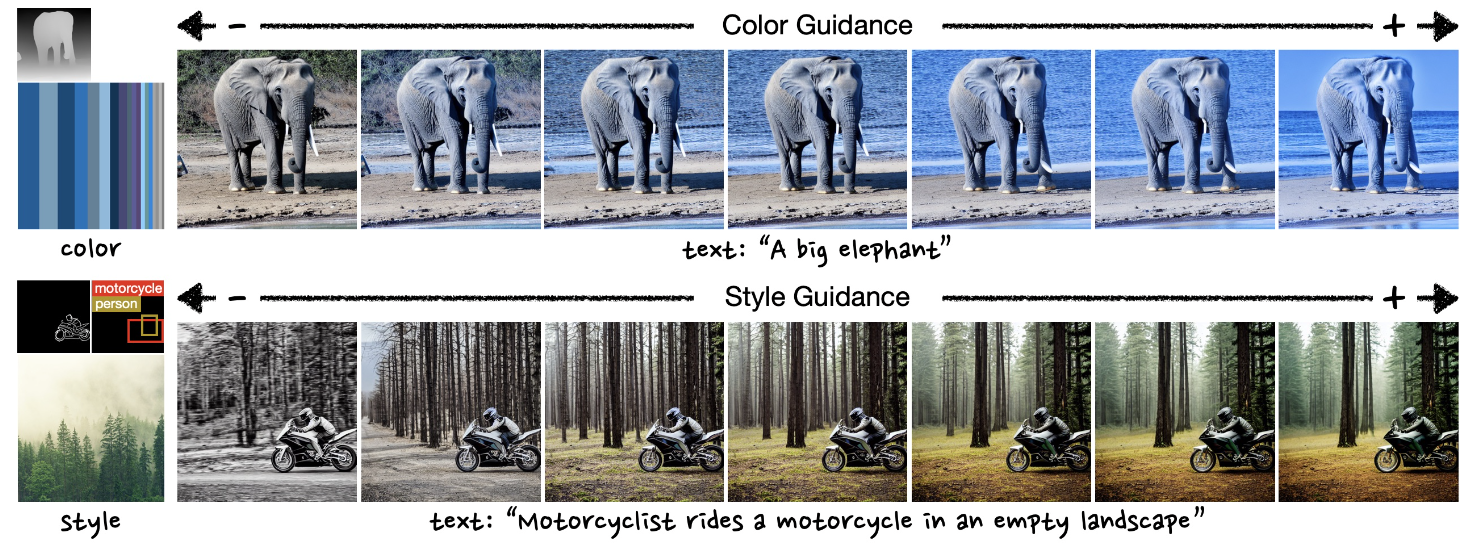 - Color Guidance +
color
text: “A big elephant”
motorcycle
person
- Style Guidance +
style
text: “Motorcyclist rides a motorcycle in an empty landscape”